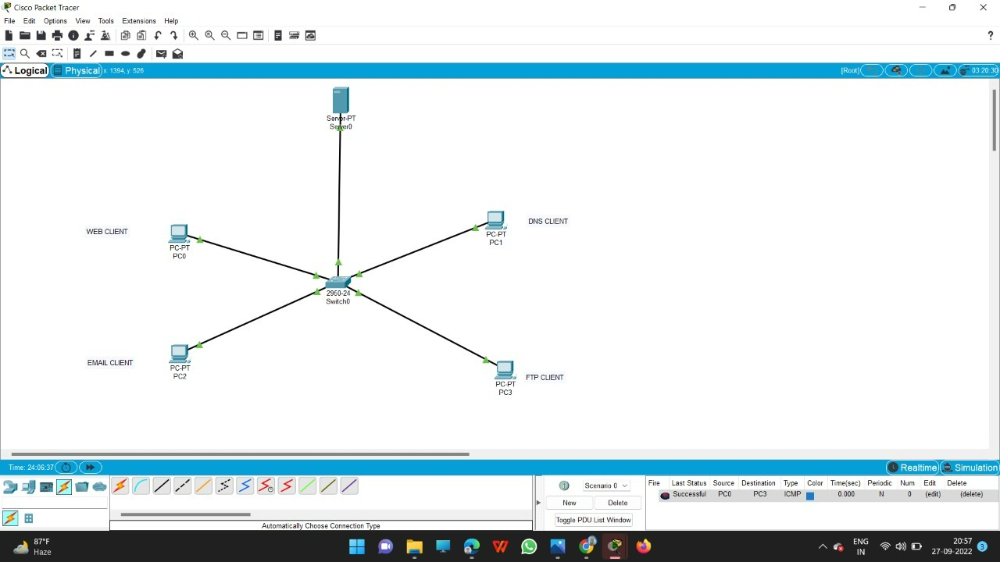 Cisco Packet Tracer
File Edit Options View Tools Extensions Help
?
Logical Physical x: 1394, y: 526 [Root] 03:20:30
Server-PT
Server0
WEB CLIENT
PC-PT
PC0
DNS CLIENT
PC-PT
PC1
2950-24
Switch0
EMAIL CLIENT
PC-PT
PC2
FTP CLIENT
PC-PT
PC3
Time: 24:06:37 Realtime Simulation
Scenario 0
New Delete
Toggle PDU List Window
Fire Last Status Source Destination Type Color Time(sec) Periodic Num Edit Delete
Successful PC0 PC3 ICMP 0.000 N 0 (edit) (delete)
Automatically Choose Connection Type
87°F
Haze
ENG
IN
20:57
27-09-2022
3